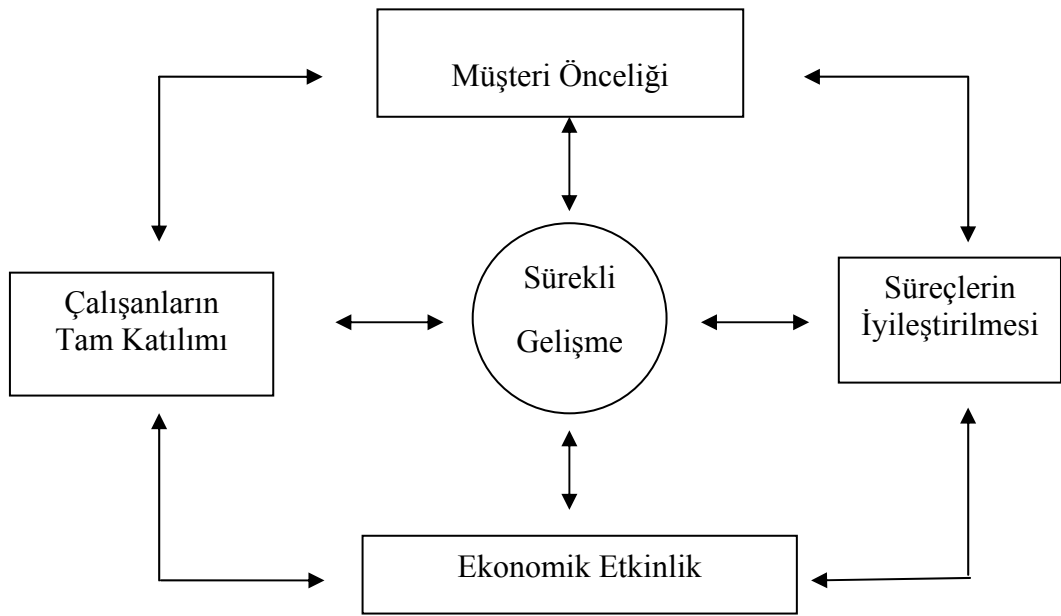 Müşteri Önceliği
Çalışanların
Tam Katılımı
Sürekli
Gelişme
Süreçlerin
İyileştirilmesi
Ekonomik Etkinlik